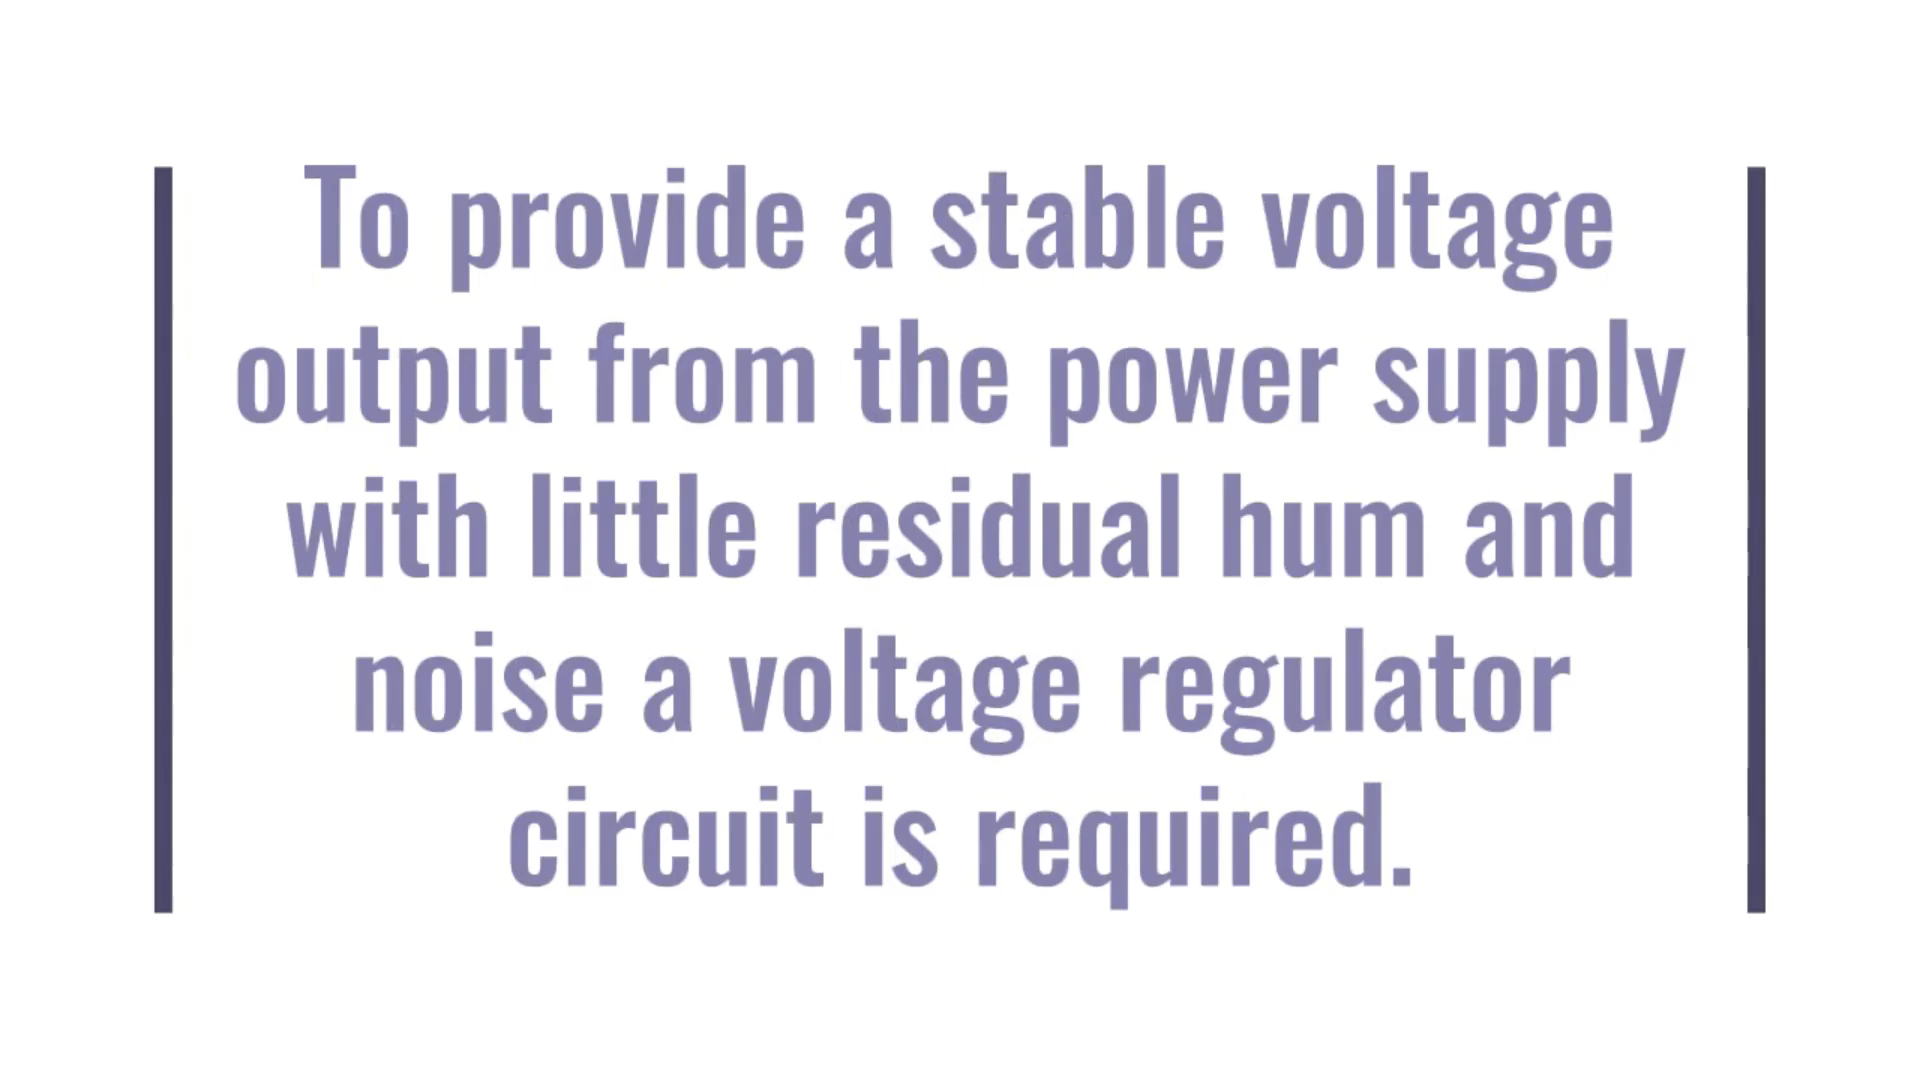 To provide a stable voltage
output from the power supply
with little residual hum and
noise a voltage regulator
circuit is required.